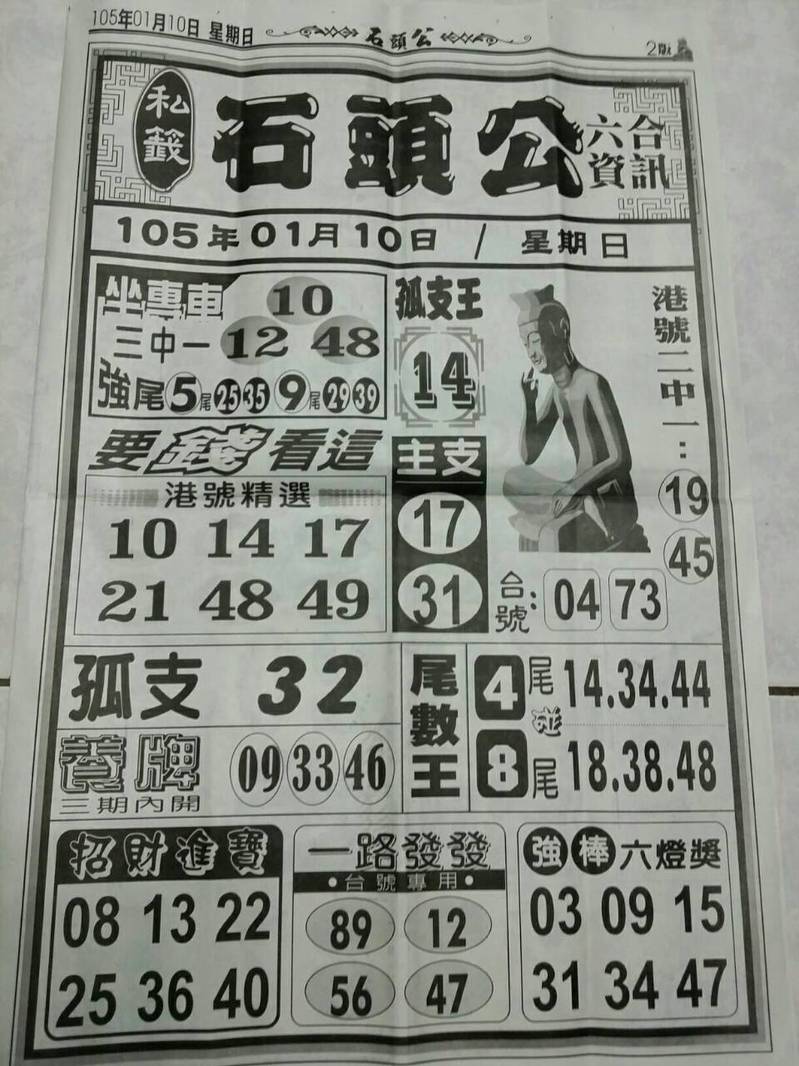 105年01月10日 星期日
石頭公
2版
私籤
石頭公
六合資訊
105年01月10日 / 星期日
坐專車
三中一
10
12 48
強尾 5尾 25 35 9尾 29 39
孤支王
14
港號二中一：
19
45
要錢看這
港號精選
10 14 17
21 48 49
主支
17
31
台號：
04 73
孤支 32
養牌
三期內開
09 33 46
尾數王
4尾 14.34.44
碰
8尾 18.38.48
招財進寶
08 13 22
25 36 40
一路發發
•台號專用•
89 12
56 47
強棒六燈獎
03 09 15
31 34 47